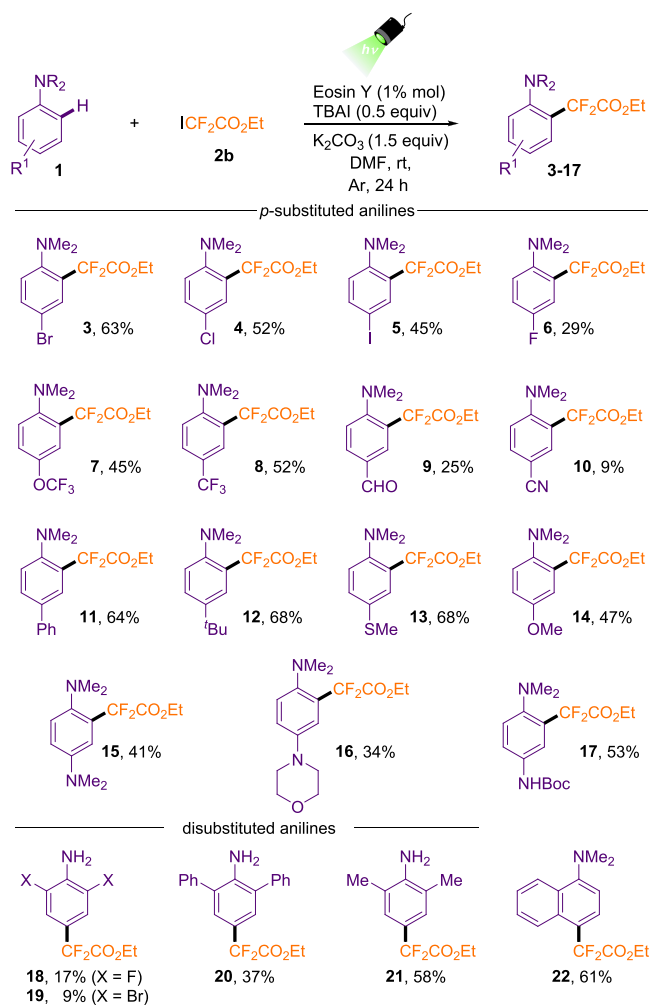 hν
NR2 H R1 1
+
ICF2CO2Et
2b
Eosin Y (1% mol)
TBAI (0.5 equiv)
K2CO3 (1.5 equiv)
DMF, rt,
Ar, 24 h
NR2 CF2CO2Et R1
3-17
p-substituted anilines
NMe2 CF2CO2Et Br
3, 63%
NMe2 CF2CO2Et Cl
4, 52%
NMe2 CF2CO2Et I
5, 45%
NMe2 CF2CO2Et F
6, 29%
NMe2 CF2CO2Et OCF3
7, 45%
NMe2 CF2CO2Et CF3
8, 52%
NMe2 CF2CO2Et CHO
9, 25%
NMe2 CF2CO2Et CN
10, 9%
NMe2 CF2CO2Et Ph
11, 64%
NMe2 CF2CO2Et tBu
12, 68%
NMe2 CF2CO2Et SMe
13, 68%
NMe2 CF2CO2Et OMe
14, 47%
NMe2 CF2CO2Et NMe2
15, 41%
NMe2 CF2CO2Et N O
16, 34%
NMe2 CF2CO2Et NHBoc
17, 53%
disubstituted anilines
NH2 X X CF2CO2Et
18, 17% (X = F)
19, 9% (X = Br)
NH2 Ph Ph CF2CO2Et
20, 37%
NH2 Me Me CF2CO2Et
21, 58%
NMe2 CF2CO2Et
22, 61%